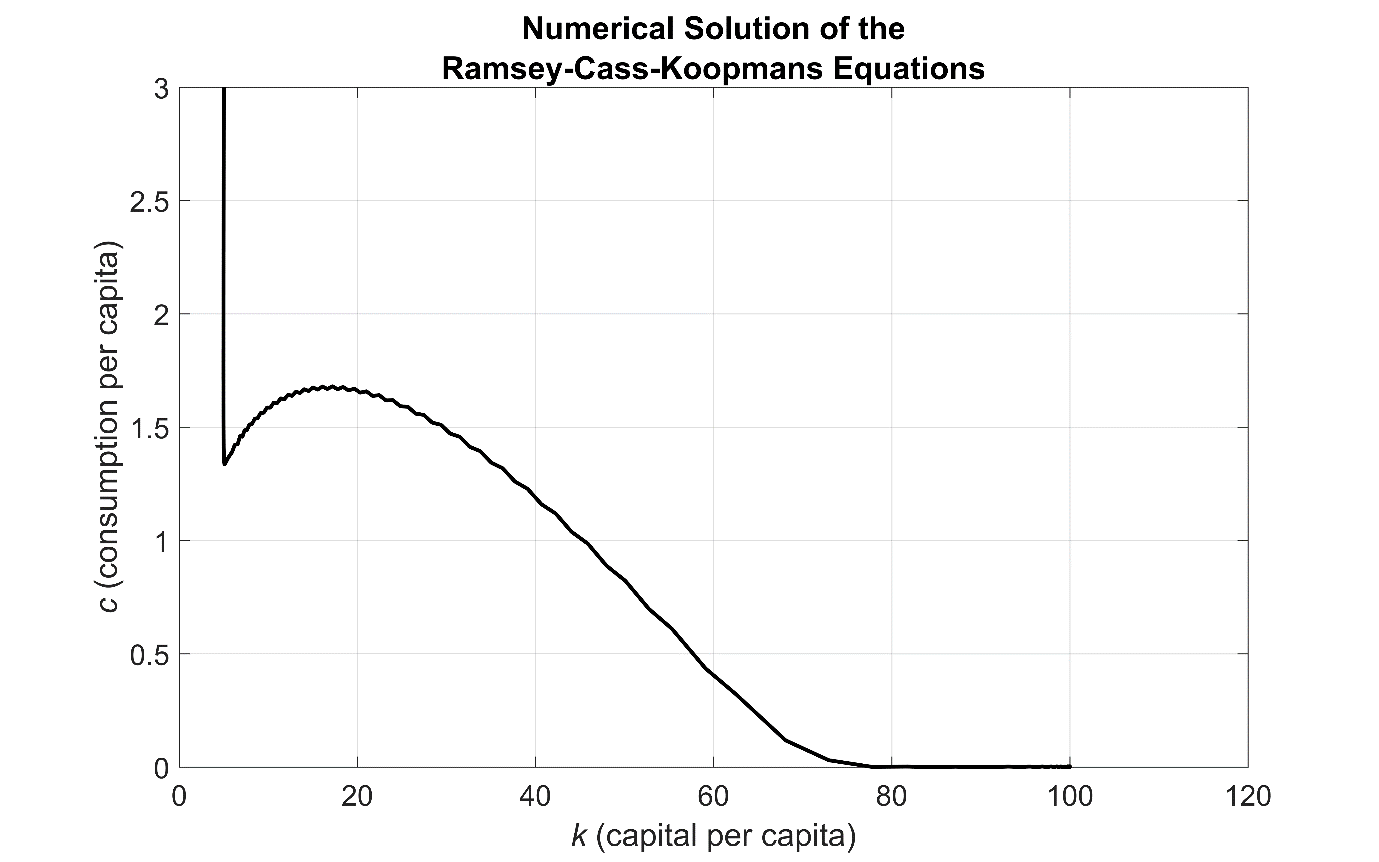 Numerical Solution of the
Ramsey-Cass-Koopmans Equations
3
2.5
2
1.5
1
0.5
0
c (consumption per capita)
0 20 40 60 80 100 120
k (capital per capita)